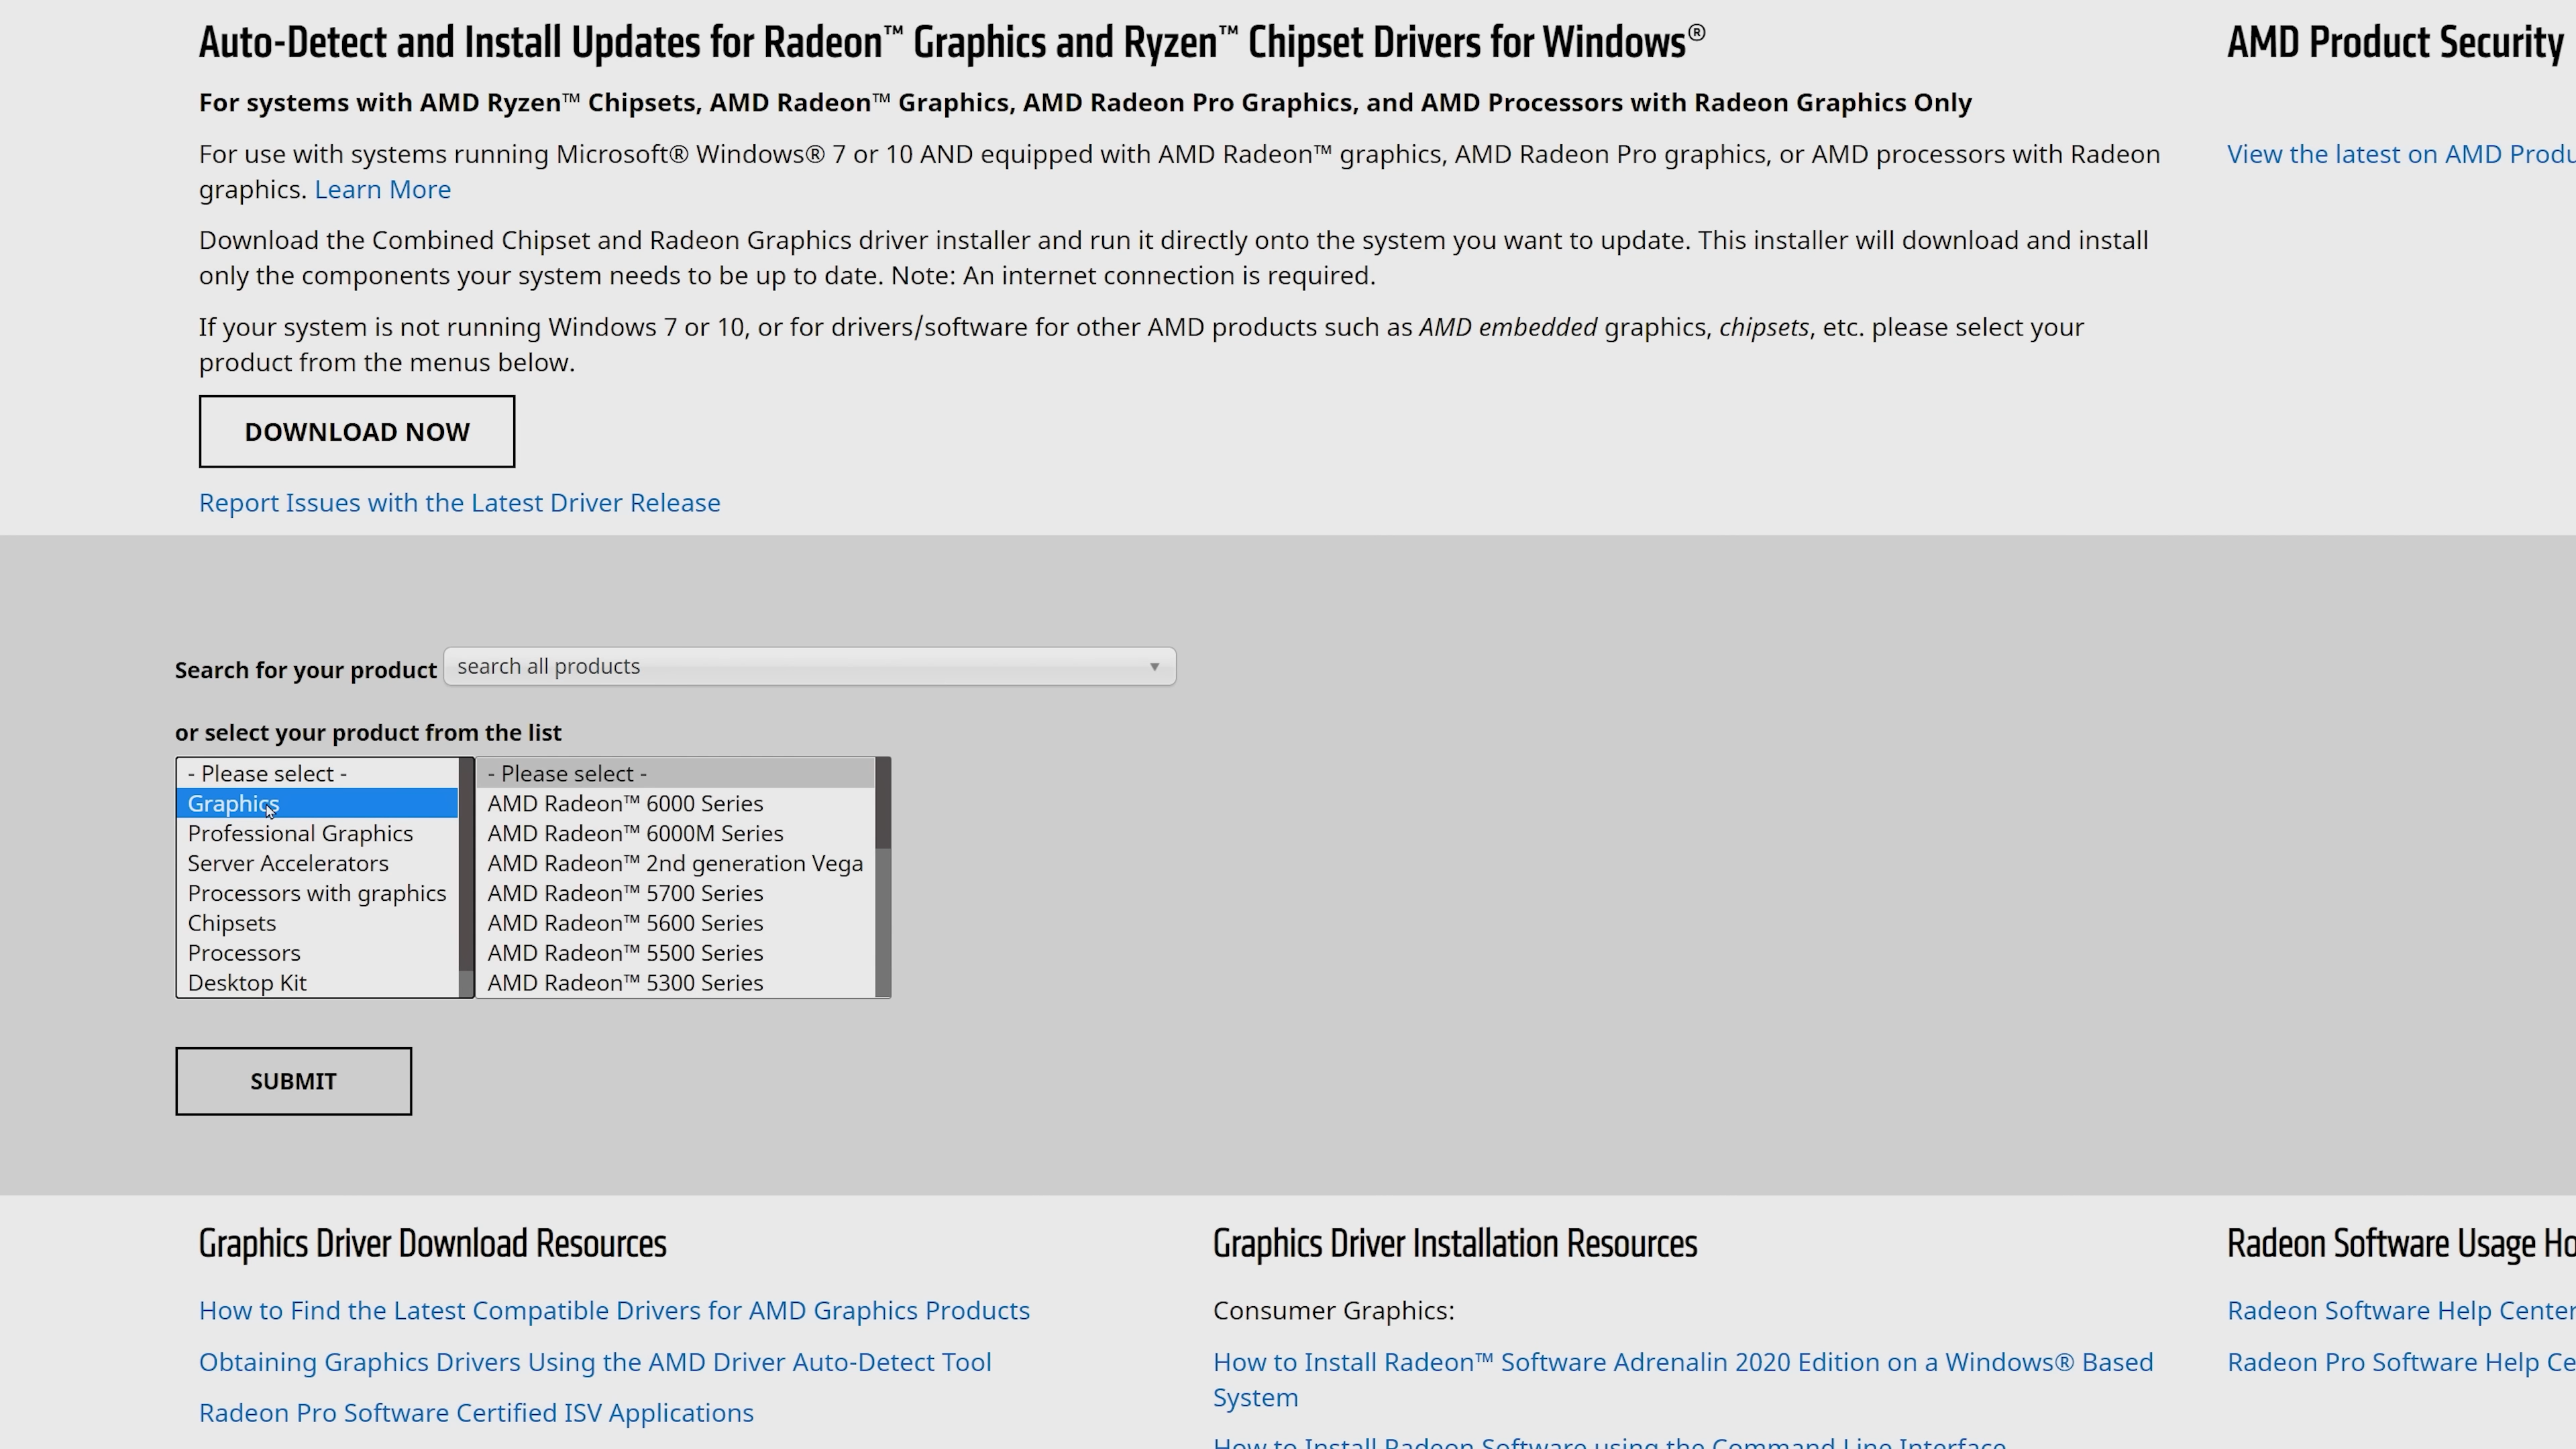 Auto-Detect and Install Updates for Radeon™ Graphics and Ryzen™ Chipset Drivers for Windows®
For systems with AMD Ryzen™ Chipsets, AMD Radeon™ Graphics, AMD Radeon Pro Graphics, and AMD Processors with Radeon Graphics Only
For use with systems running Microsoft® Windows® 7 or 10 AND equipped with AMD Radeon™ graphics, AMD Radeon Pro graphics, or AMD processors with Radeon
graphics. Learn More
Download the Combined Chipset and Radeon Graphics driver installer and run it directly onto the system you want to update. This installer will download and install
only the components your system needs to be up to date. Note: An internet connection is required.
If your system is not running Windows 7 or 10, or for drivers/software for other AMD products such as AMD embedded graphics, chipsets, etc. please select your
product from the menus below.
DOWNLOAD NOW
Report Issues with the Latest Driver Release
AMD Product Security
View the latest on AMD Produ
Search for your product search all products
or select your product from the list
- Please select -
Graphics
Professional Graphics
Server Accelerators
Processors with graphics
Chipsets
Processors
Desktop Kit
- Please select -
AMD Radeon™ 6000 Series
AMD Radeon™ 6000M Series
AMD Radeon™ 2nd generation Vega
AMD Radeon™ 5700 Series
AMD Radeon™ 5600 Series
AMD Radeon™ 5500 Series
AMD Radeon™ 5300 Series
SUBMIT
Graphics Driver Download Resources
How to Find the Latest Compatible Drivers for AMD Graphics Products
Obtaining Graphics Drivers Using the AMD Driver Auto-Detect Tool
Radeon Pro Software Certified ISV Applications
Graphics Driver Installation Resources
Consumer Graphics:
How to Install Radeon™ Software Adrenalin 2020 Edition on a Windows® Based
System
How to Install Radeon Software using the Command Line Interface
Radeon Software Usage Ho
Radeon Software Help Center
Radeon Pro Software Help Ce